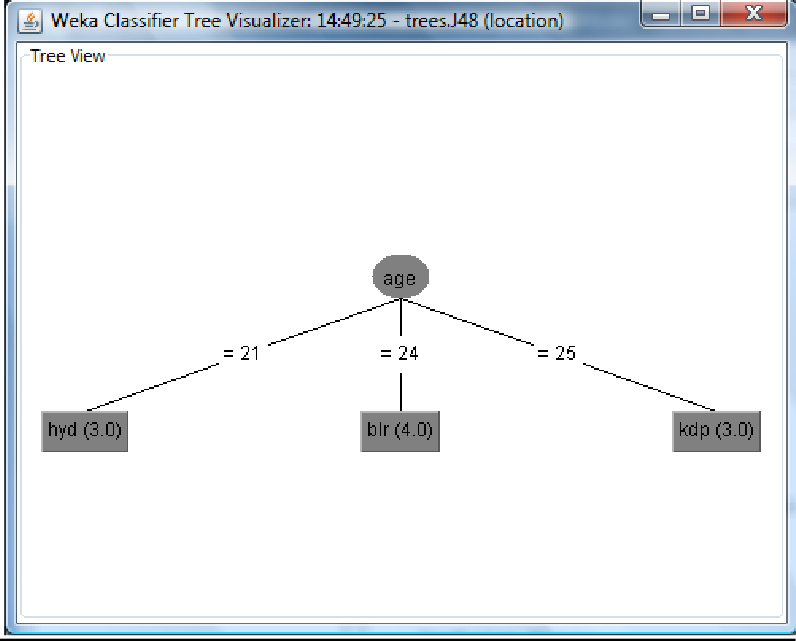 Weka Classifier Tree Visualizer: 14:49:25 - trees.J48 (location)
Tree View
age
= 21
= 24
= 25
hyd (3.0)
blr (4.0)
kdp (3.0)